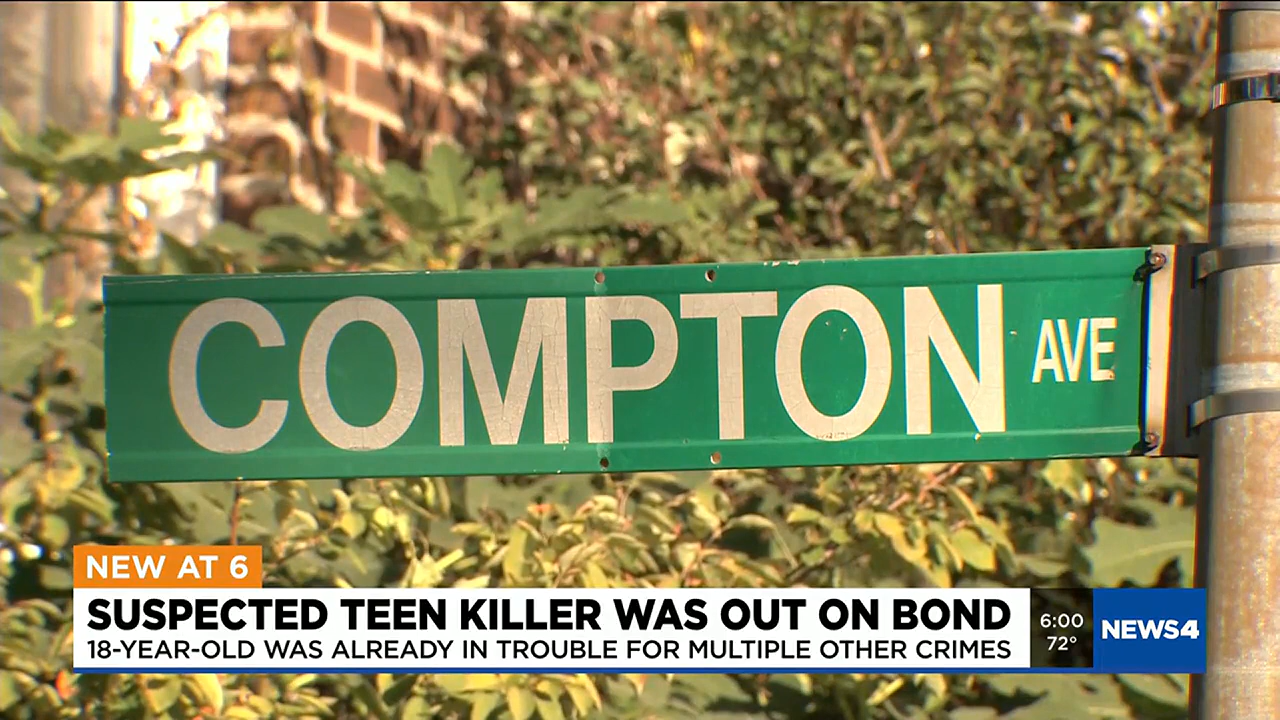 COMPTON AVE
NEW AT 6
SUSPECTED TEEN KILLER WAS OUT ON BOND
18-YEAR-OLD WAS ALREADY IN TROUBLE FOR MULTIPLE OTHER CRIMES
6:00
72°
NEWS4